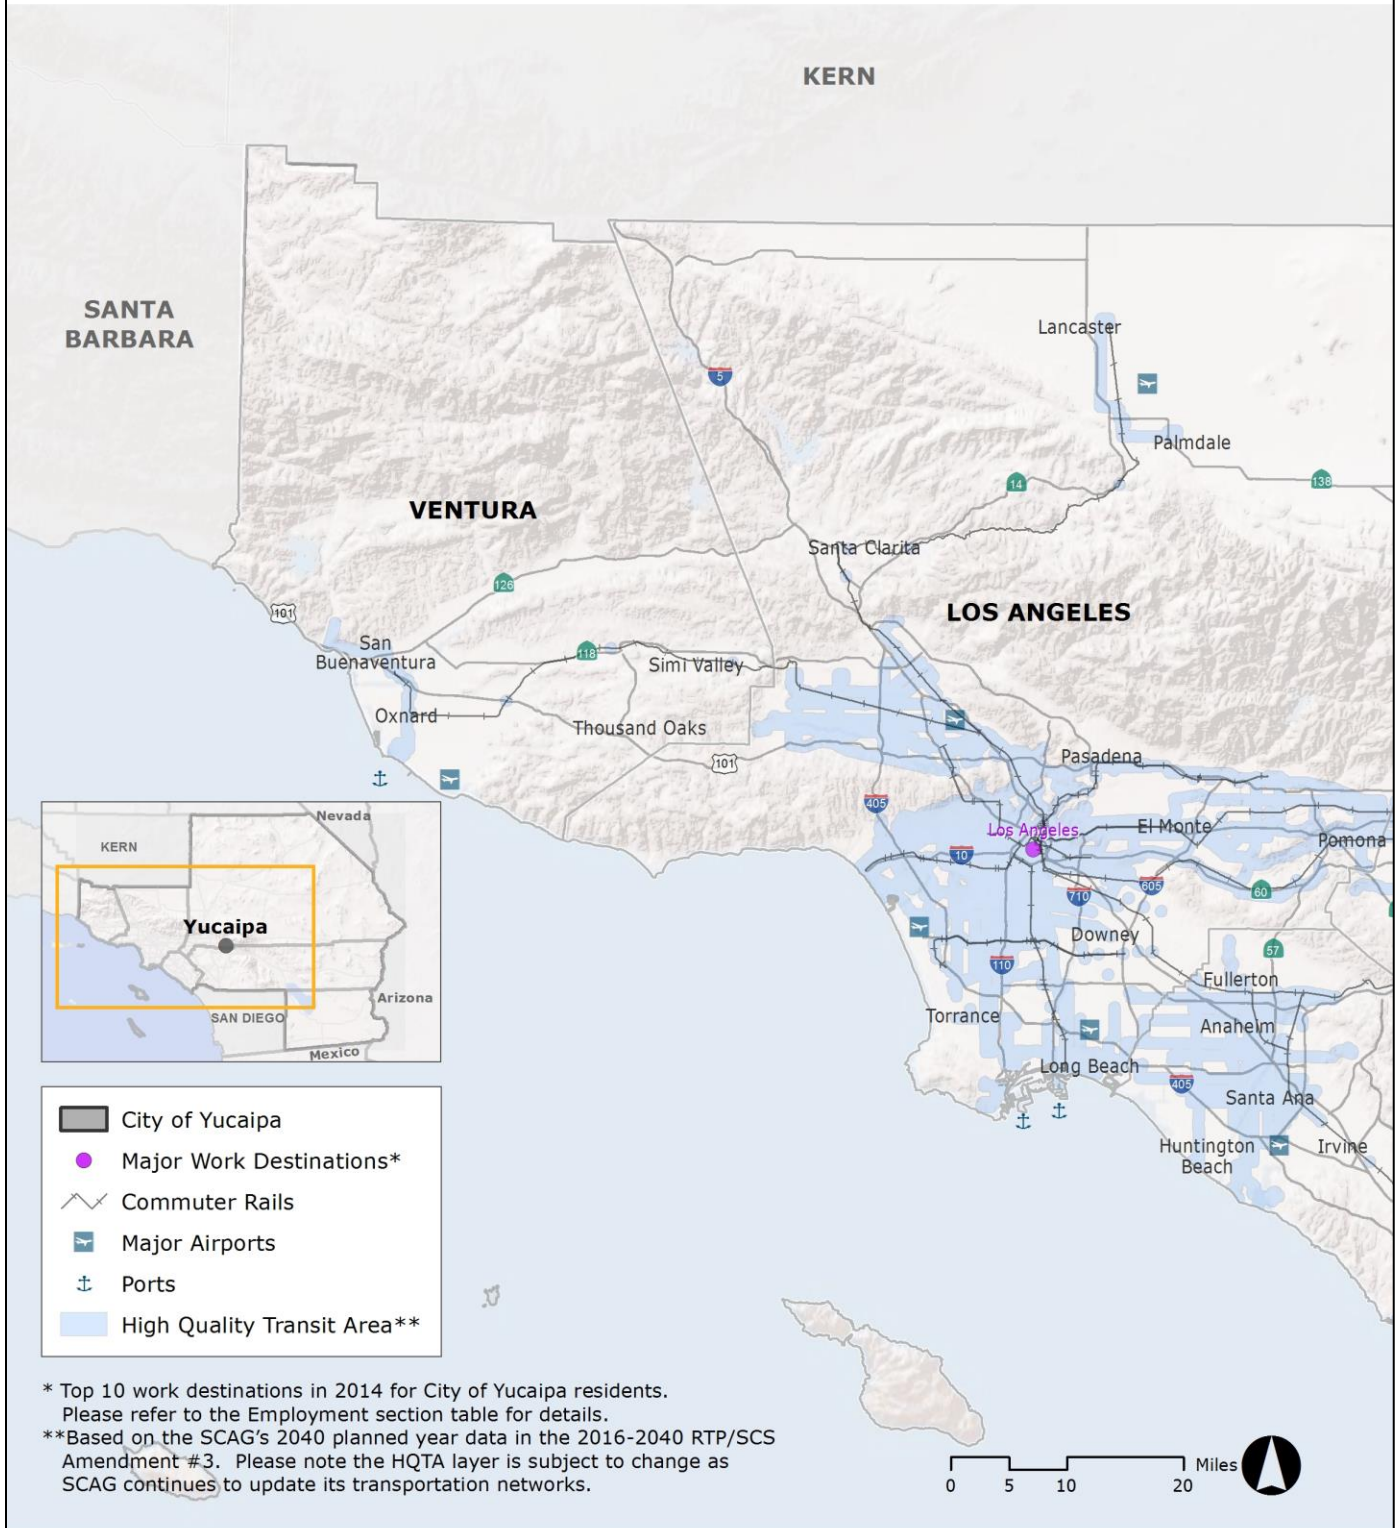 KERN
SANTA
BARBARA
Lancaster
5
Palmdale
14
138
VENTURA
Santa Clarita
126
101
LOS ANGELES
San
Buenaventura
118
Simi Valley
Oxnard
Thousand Oaks
101
Pasadena
405
Los Angeles
El Monte
Pomona
10
710
605
60
Downey
57
110
Fullerton
Torrance
Anaheim
Long Beach
405
Santa Ana
Huntington
Beach
Irvine
Nevada
KERN
Yucaipa
Arizona
SAN DIEGO
Mexico
City of Yucaipa
Major Work Destinations*
Commuter Rails
Major Airports
Ports
High Quality Transit Area**
* Top 10 work destinations in 2014 for City of Yucaipa residents.
Please refer to the Employment section table for details.
**Based on the SCAG's 2040 planned year data in the 2016-2040 RTP/SCS
Amendment #3. Please note the HQTA layer is subject to change as
SCAG continues to update its transportation networks.
Miles
0 5 10 20